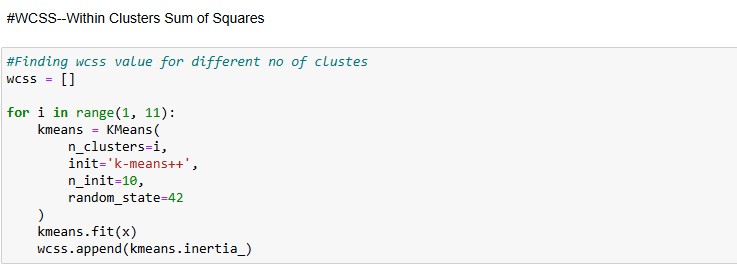 #WCSS--Within Clusters Sum of Squares
#Finding wcss value for different no of clustes
wcss = []
for i in range(1, 11):
    kmeans = KMeans(
        n_clusters=i,
        init='k-means++',
        n_init=10,
        random_state=42
    )
    kmeans.fit(x)
    wcss.append(kmeans.inertia_)